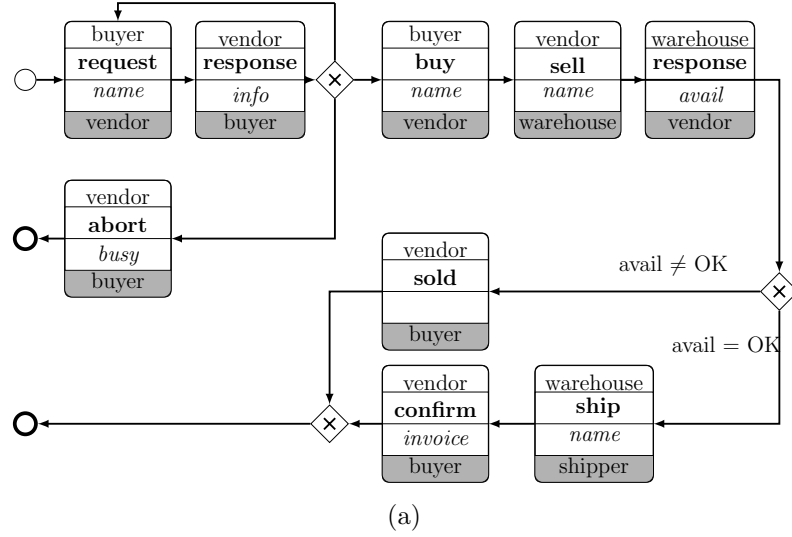 buyer
request
name
vendor
vendor
response
info
buyer
buyer
buy
name
vendor
vendor
sell
name
warehouse
warehouse
response
avail
vendor
vendor
abort
busy
buyer
vendor
sold
buyer
avail ≠ OK
avail = OK
vendor
confirm
invoice
buyer
warehouse
ship
name
shipper
(a)